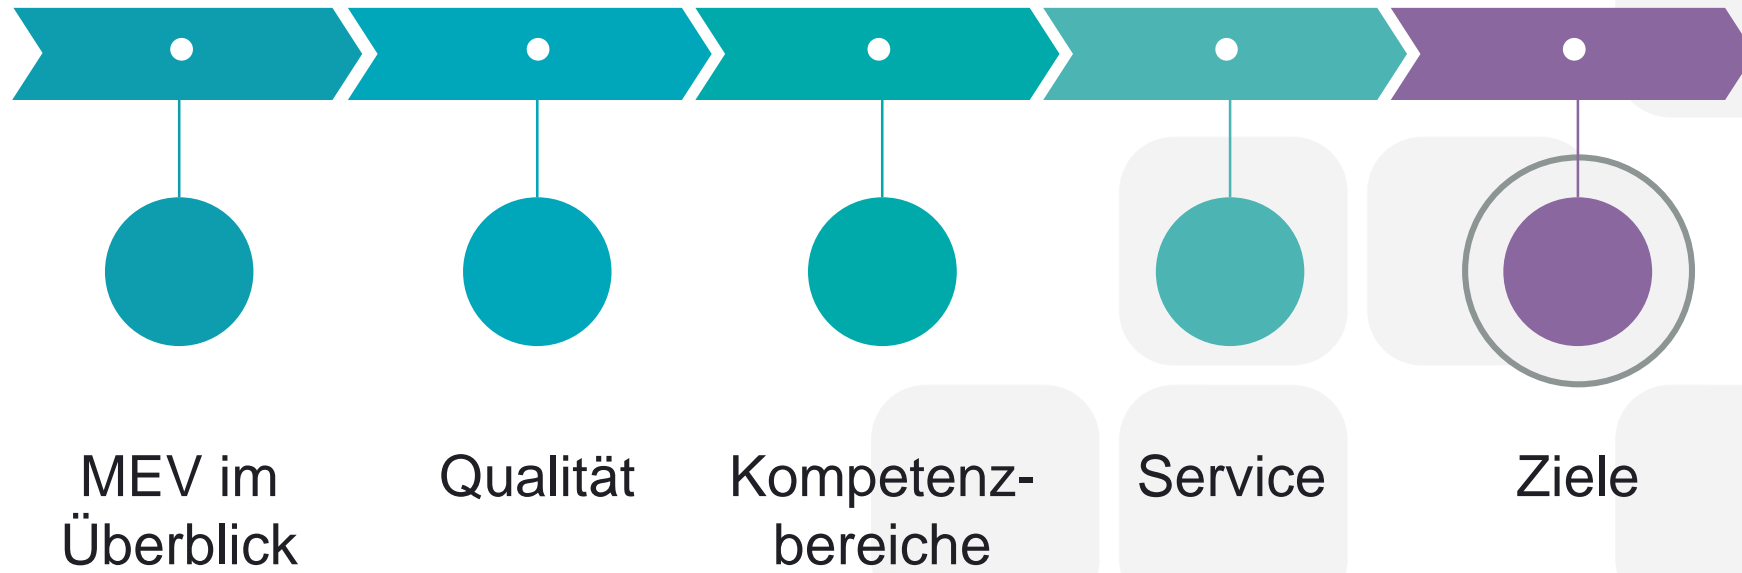 MEV im
Überblick
Qualität
Kompetenz-
bereiche
Service
Ziele